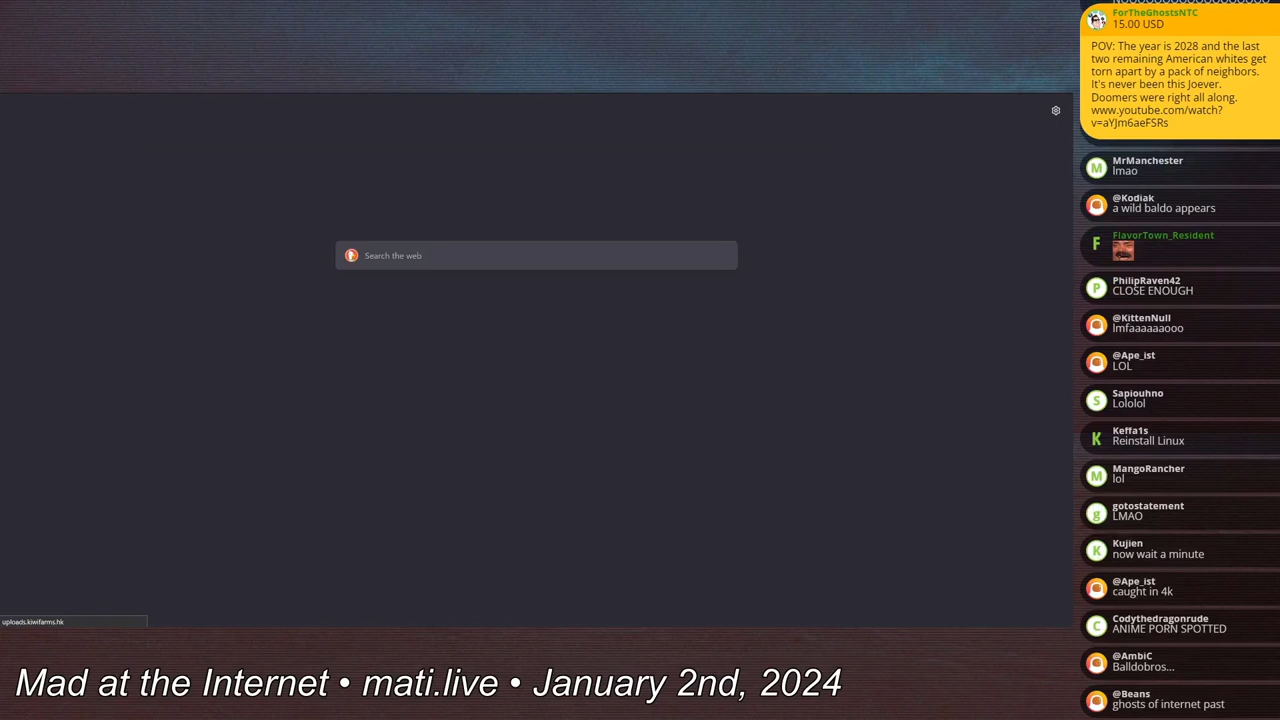 ForTheGhostsNTC
15.00 USD
POV: The year is 2028 and the last
two remaining American whites get
torn apart by a pack of neighbors.
It's never been this Joever.
Doomers were right all along.
www.youtube.com/watch?
v=aYJm6aeFSRs
M
MrManchester
lmao
@Kodiak
a wild baldo appears
F
FlavorTown_Resident
P
PhilipRaven42
CLOSE ENOUGH
@KittenNull
lmfaaaaaaooo
@Ape_ist
LOL
S
Sapiouhno
Lololol
K
Keffa1s
Reinstall Linux
M
MangoRancher
lol
g
gotostatement
LMAO
K
Kujien
now wait a minute
@Ape_ist
caught in 4k
C
Codythedragonrude
ANIME PORN SPOTTED
@AmbiC
Balldobros...
@Beans
ghosts of internet past
Search the web
uploads.kiwifarms.hk
Mad at the Internet • mati.live • January 2nd, 2024